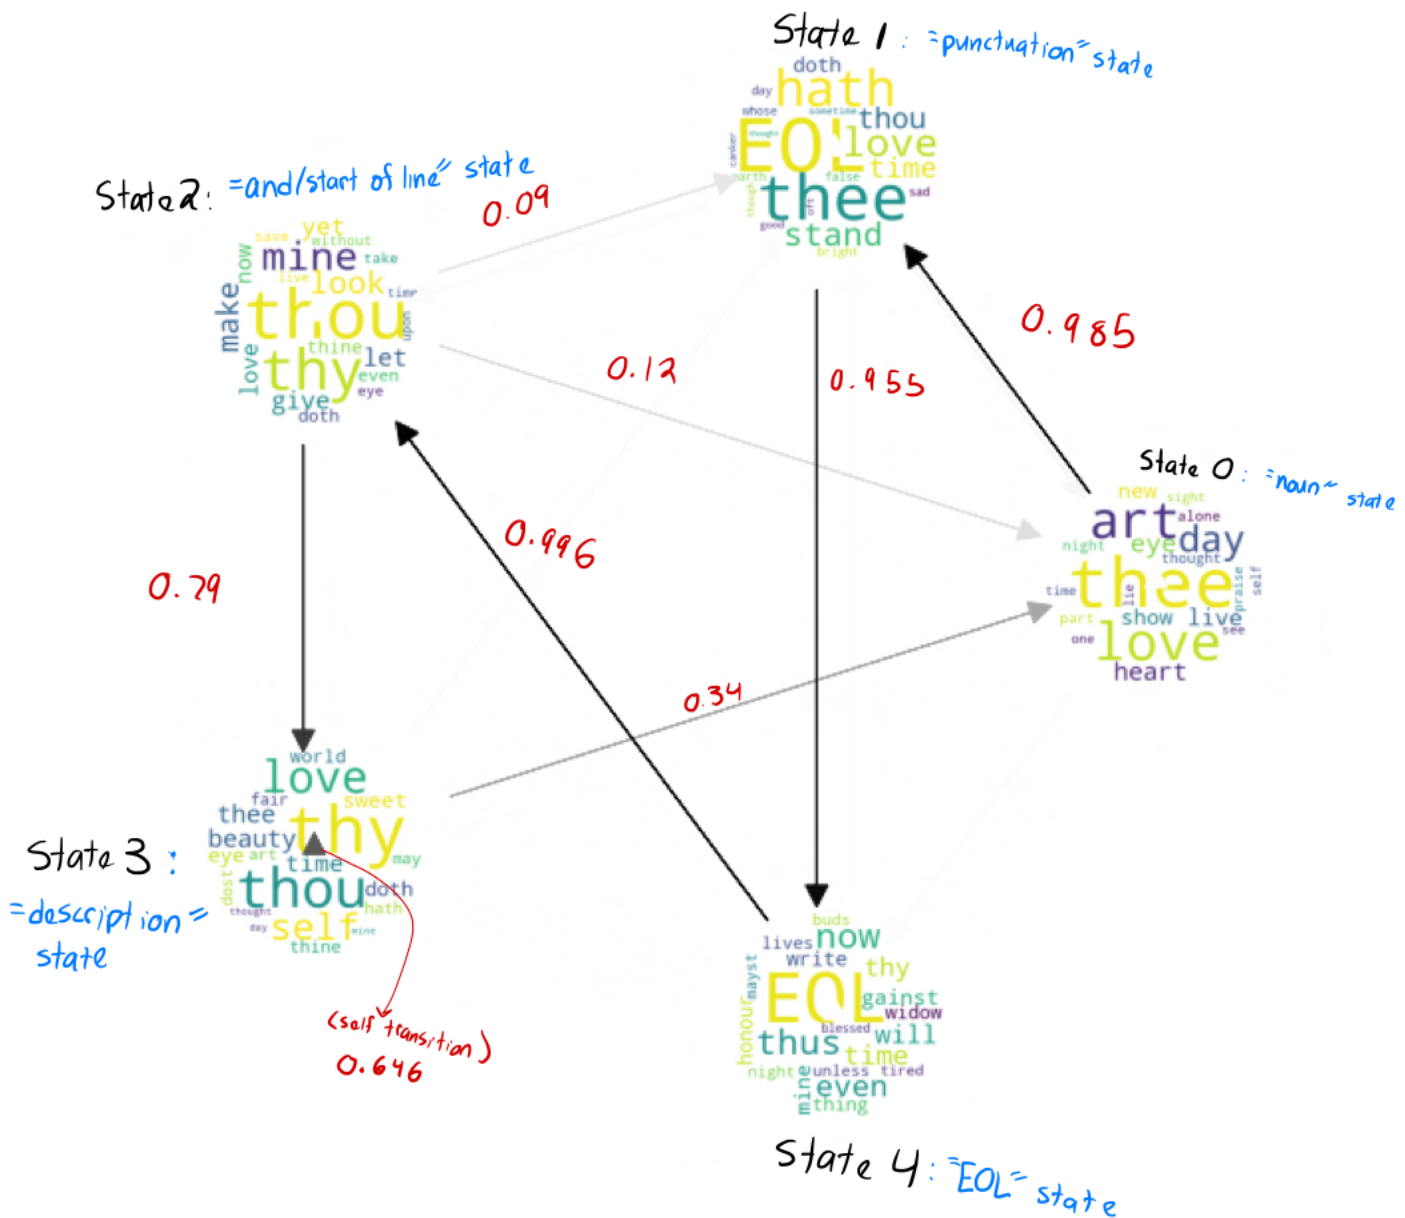 State 1 : "punctuation" state
doth
hath
day
whose
sometime
thou
EOL
thought
love
canker
time
earth
false
thee
sad
though
oft
good
stand
bright
State 2: "and/start of line" state
0.09
yet
save
without
mine
take
now
live
look
time
make
thou
upon
thine
let
love
thy
even
give
eye
doth
0.12
0.955
0.985
0.996
0.79
0.34
State 0 : "noun" state
new
sight
art
alone
night
eye
day
thought
thee
time
lie
praise
self
part
show
live
one
love
see
heart
world
love
fair
sweet
thee
thy
beauty
eye
art
time
may
dost
thou
doth
thought
hath
day
self
mine
thine
State 3 :
"description"
state
(self transition)
0.646
buds
lives
now
write
mayst
thy
EOL
gainst
honour
widow
blessed
thus
will
time
night
unless
tired
mine
even
thing
State 4 : "EOL" state